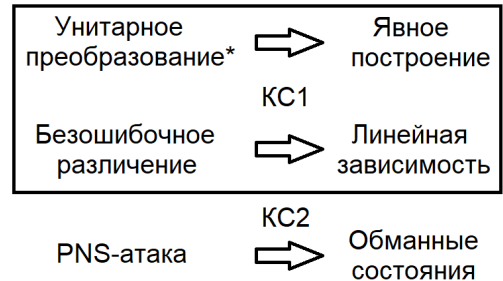 Унитарное преобразование*
Явное построение
КС1
Безошибочное различение
Линейная зависимость
КС2
PNS-атака
Обманные состояния